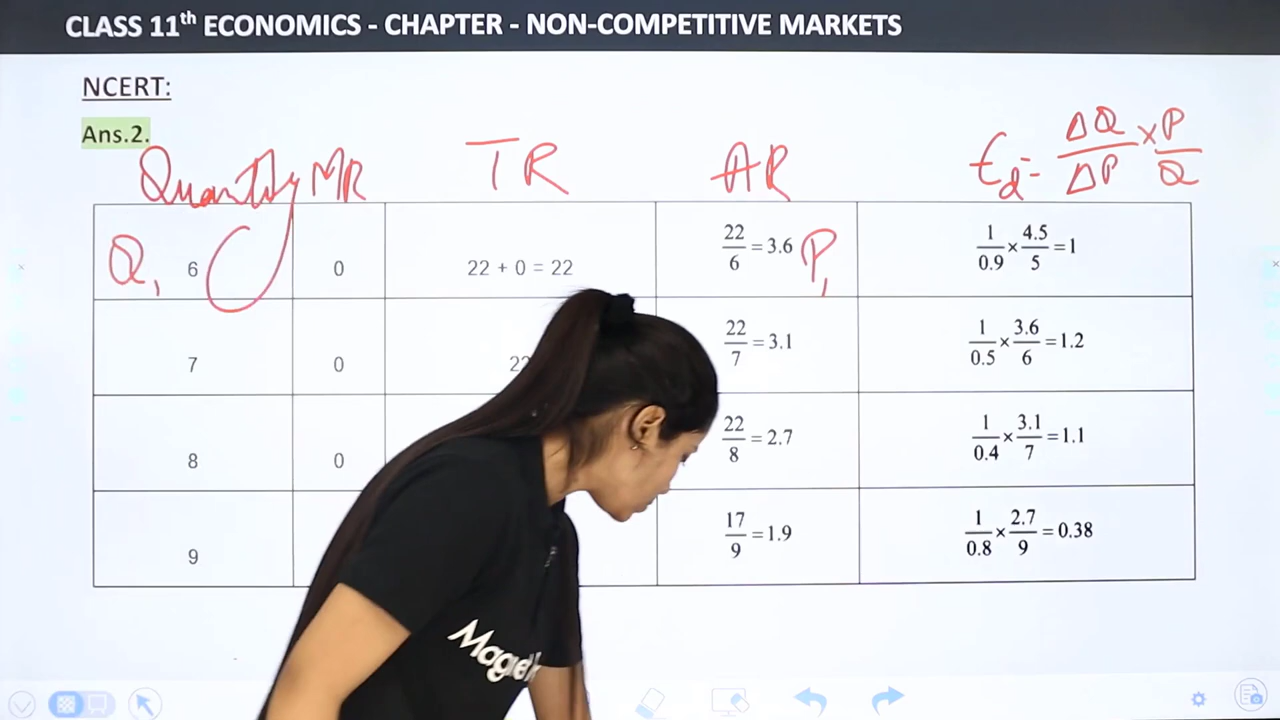 CLASS 11th ECONOMICS - CHAPTER - NON-COMPETITIVE MARKETS
NCERT:
Ans.2.
Quantity MR TR AR Ed = ΔQ/ΔP × P/Q
Q₁ 6 0 22 + 0 = 22 22/6 = 3.6 P₁ 1/0.9 × 4.5/5 = 1
7 0 22 22/7 = 3.1 1/0.5 × 3.6/6 = 1.2
8 0 22/8 = 2.7 1/0.4 × 3.1/7 = 1.1
9 17/9 = 1.9 1/0.8 × 2.7/9 = 0.38